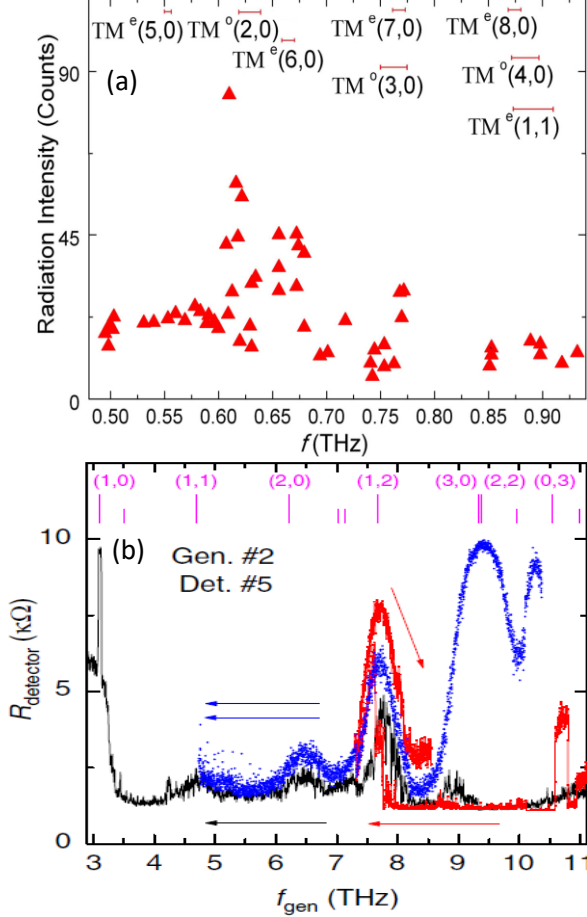 TM e(5,0) TM o(2,0) TM e(7,0) TM e(8,0)
TM e(6,0)
(a)
TM o(3,0) TM o(4,0)
TM e(1,1)
Radiation Intensity (Counts)
90
45
0
0.50 0.55 0.60 0.65 0.70 0.75 0.80 0.85 0.90
f(THz)
(1,0) (1,1) (2,0) (1,2) (3,0) (2,2) (0,3)
(b)
Gen. #2
Det. #5
Rdetector (κΩ)
10
5
0
3 4 5 6 7 8 9 10 11
fgen (THz)